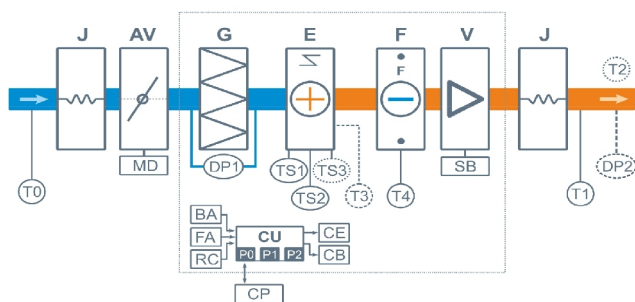 J AV G E F V J
F
T2
MD DP1 TS1 TS3 SB
TS2 T3
T0 T4 T1 DP2
BA CU CE
FA
P0 P1 P2
RC CB
CP